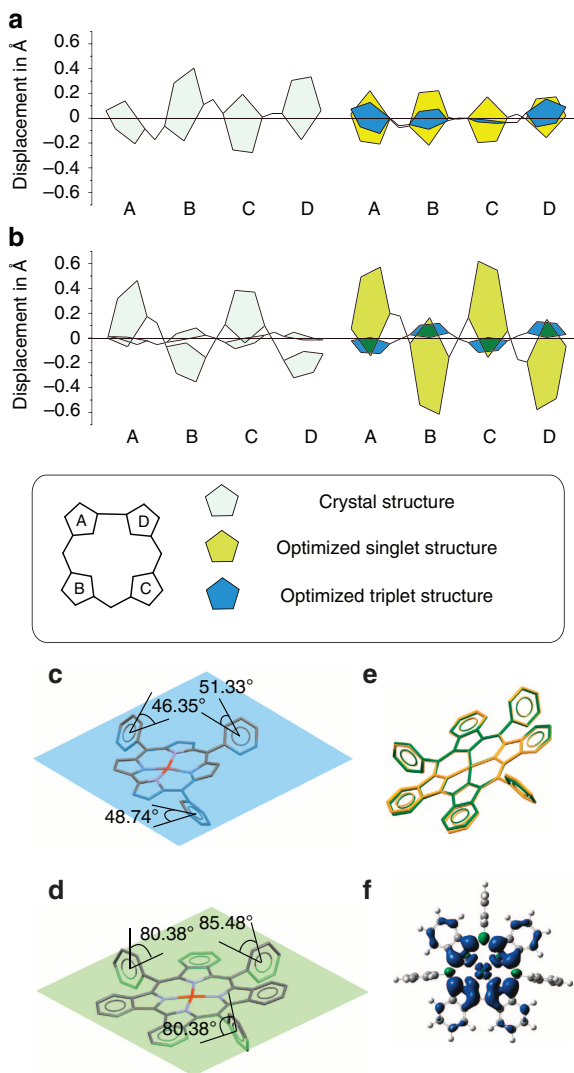 a
Displacement in Å
0.6
0.4
0.2
0
–0.2
–0.4
–0.6
A B C D A B C D
b
Displacement in Å
0.6
0.4
0.2
0
–0.2
–0.4
–0.6
A B C D A B C D
A D
B C
Crystal structure
Optimized singlet structure
Optimized triplet structure
c
51.33°
46.35°
48.74°
e
d
80.38°
85.48°
80.38°
f